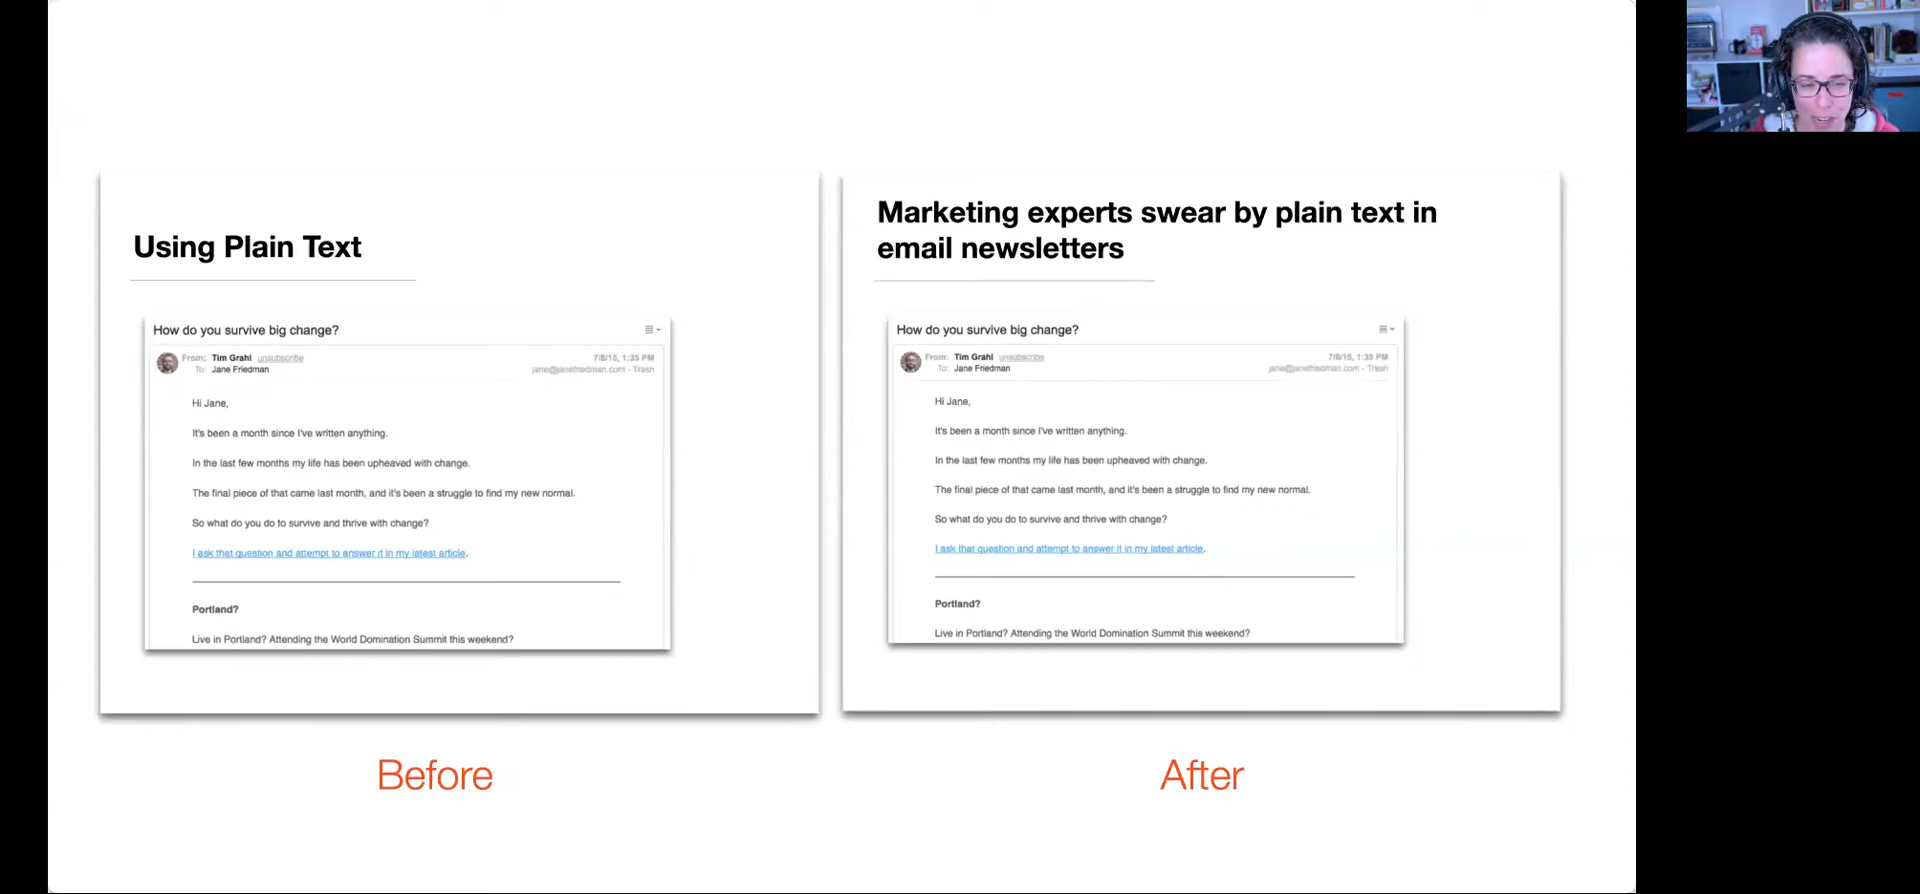 Using Plain Text
How do you survive big change?
From: Tim Grahl unsubscribe
7/8/15, 1:35 PM
To: Jane Friedman
jane@janefriedman.com - Trash
Hi Jane,
It's been a month since I've written anything.
In the last few months my life has been upheaved with change.
The final piece of that came last month, and it's been a struggle to find my new normal.
So what do you do to survive and thrive with change?
I ask that question and attempt to answer it in my latest article.
Portland?
Live in Portland? Attending the World Domination Summit this weekend?
Before
Marketing experts swear by plain text in
email newsletters
How do you survive big change?
From: Tim Grahl unsubscribe
7/8/15, 1:35 PM
To: Jane Friedman
jane@janefriedman.com - Trash
Hi Jane,
It's been a month since I've written anything.
In the last few months my life has been upheaved with change.
The final piece of that came last month, and it's been a struggle to find my new normal.
So what do you do to survive and thrive with change?
I ask that question and attempt to answer it in my latest article.
Portland?
Live in Portland? Attending the World Domination Summit this weekend?
After